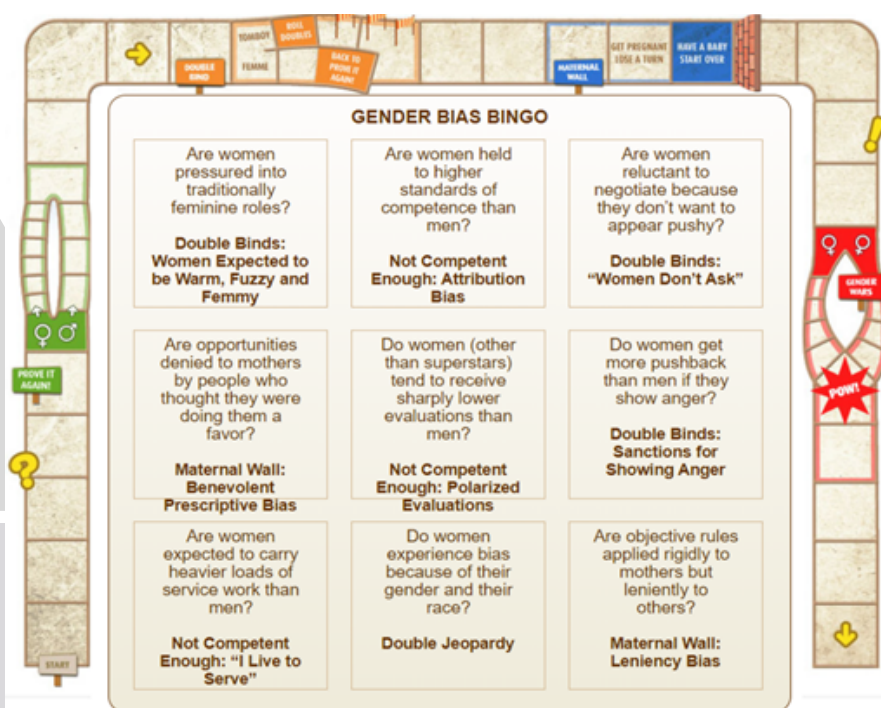 TOMBOY
ROLL
DOUBLES
DOUBLE
BIND
FEMME
BACK TO
PROVE IT
AGAIN!
MATERNAL
WALL
GET PREGNANT
LOSE A TURN
HAVE A BABY
START OVER
GENDER BIAS BINGO
Are women
pressured into
traditionally
feminine roles?
Double Binds:
Women Expected to
be Warm, Fuzzy and
Femmy
Are women held
to higher
standards of
competence than
men?
Not Competent
Enough: Attribution
Bias
Are women
reluctant to
negotiate because
they don't want to
appear pushy?
Double Binds:
“Women Don't Ask”
Are opportunities
denied to mothers
by people who
thought they were
doing them a
favor?
Maternal Wall:
Benevolent
Prescriptive Bias
Do women (other
than superstars)
tend to receive
sharply lower
evaluations than
men?
Not Competent
Enough: Polarized
Evaluations
Do women get
more pushback
than men if they
show anger?
Double Binds:
Sanctions for
Showing Anger
Are women
expected to carry
heavier loads of
service work than
men?
Not Competent
Enough: “I Live to
Serve”
Do women
experience bias
because of their
gender and their
race?
Double Jeopardy
Are objective rules
applied rigidly to
mothers but
leniently to
others?
Maternal Wall:
Leniency Bias
PROVE IT
AGAIN!
?
START
!
GENDER
WARS
POW!